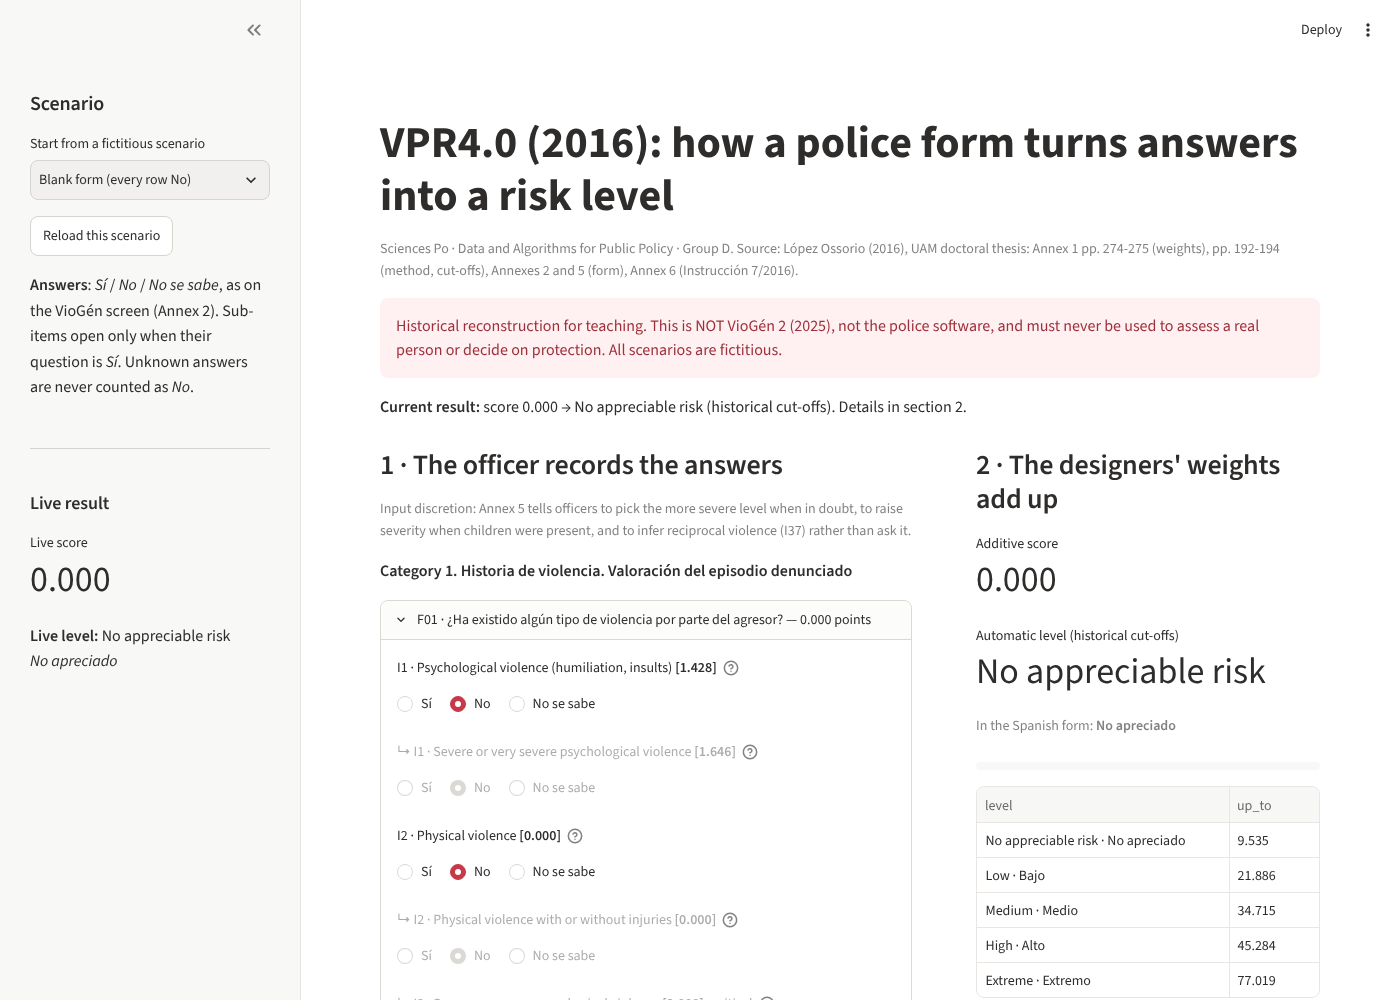 Deploy
Scenario
Start from a fictitious scenario
Blank form (every row No)
Reload this scenario
Answers: Sí / No / No se sabe, as on
the VioGén screen (Annex 2). Sub-
items open only when their
question is Sí. Unknown answers
are never counted as No.
Live result
Live score
0.000
Live level: No appreciable risk
No apreciado
VPR4.0 (2016): how a police form turns answers
into a risk level
Sciences Po · Data and Algorithms for Public Policy · Group D. Source: López Ossorio (2016), UAM doctoral thesis: Annex 1 pp. 274-275 (weights), pp. 192-194
(method, cut-offs), Annexes 2 and 5 (form), Annex 6 (Instrucción 7/2016).
Historical reconstruction for teaching. This is NOT VioGén 2 (2025), not the police software, and must never be used to assess a real
person or decide on protection. All scenarios are fictitious.
Current result: score 0.000 → No appreciable risk (historical cut-offs). Details in section 2.
1 · The officer records the answers
Input discretion: Annex 5 tells officers to pick the more severe level when in doubt, to raise
severity when children were present, and to infer reciprocal violence (I37) rather than ask it.
Category 1. Historia de violencia. Valoración del episodio denunciado
F01 · ¿Ha existido algún tipo de violencia por parte del agresor? — 0.000 points
I1 · Psychological violence (humiliation, insults) [1.428]
Sí No No se sabe
↳ I1 · Severe or very severe psychological violence [1.646]
Sí No No se sabe
I2 · Physical violence [0.000]
Sí No No se sabe
↳ I2 · Physical violence with or without injuries [0.000]
Sí No No se sabe
2 · The designers' weights
add up
Additive score
0.000
Automatic level (historical cut-offs)
No appreciable risk
In the Spanish form: No apreciado
level up_to
No appreciable risk · No apreciado 9.535
Low · Bajo 21.886
Medium · Medio 34.715
High · Alto 45.284
Extreme · Extremo 77.019